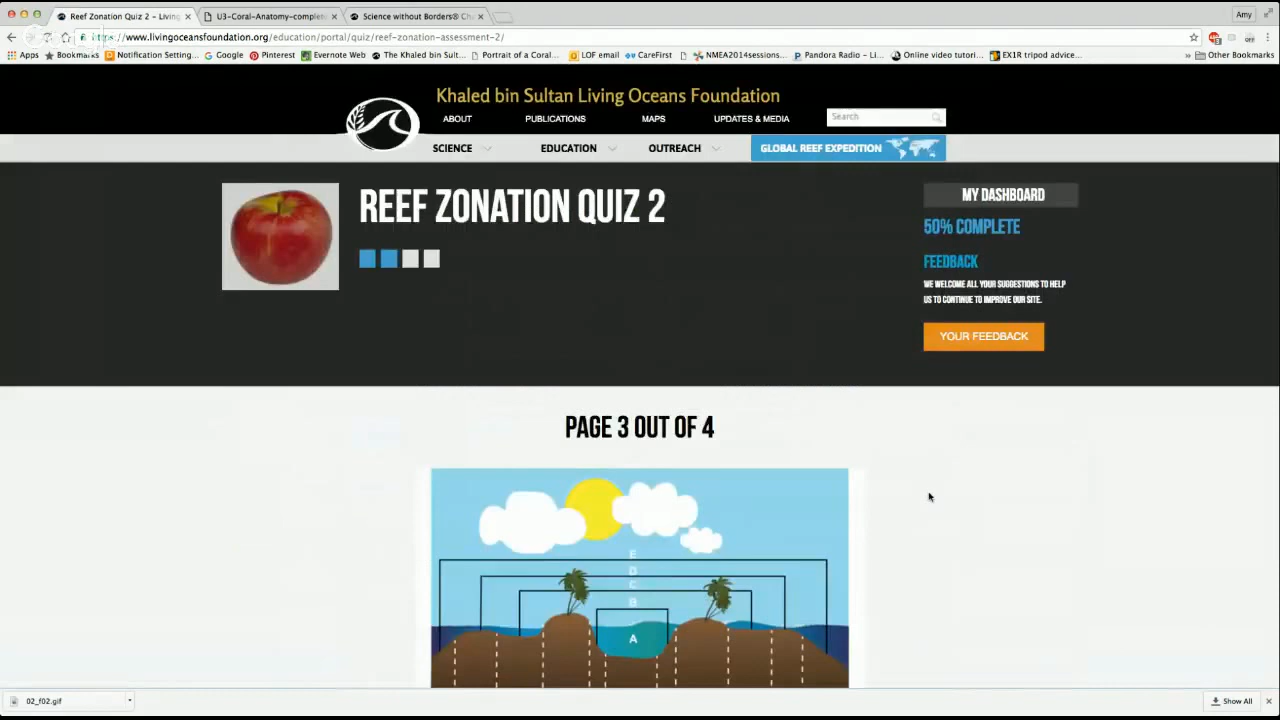 Reef Zonation Quiz 2 – Living
U3-Coral-Anatomy-complete
Science without Borders® Cha
Amy
https://www.livingoceansfoundation.org/education/portal/quiz/reef-zonation-assessment-2/
Apps Bookmarks Notification Setting... Google Pinterest Evernote Web The Khaled bin Sult... Portrait of a Coral... LOF email CareFirst NMEA2014sessions... Pandora Radio – Li... Online video tutori... EX1R tripod advice... » Other Bookmarks
Khaled bin Sultan Living Oceans Foundation
ABOUT PUBLICATIONS MAPS UPDATES & MEDIA
Search
SCIENCE EDUCATION OUTREACH GLOBAL REEF EXPEDITION
REEF ZONATION QUIZ 2
MY DASHBOARD
50% COMPLETE
FEEDBACK
WE WELCOME ALL YOUR SUGGESTIONS TO HELP
US TO CONTINUE TO IMPROVE OUR SITE.
YOUR FEEDBACK
PAGE 3 OUT OF 4
E
D
C
B
A
02_f02.gif
Show All